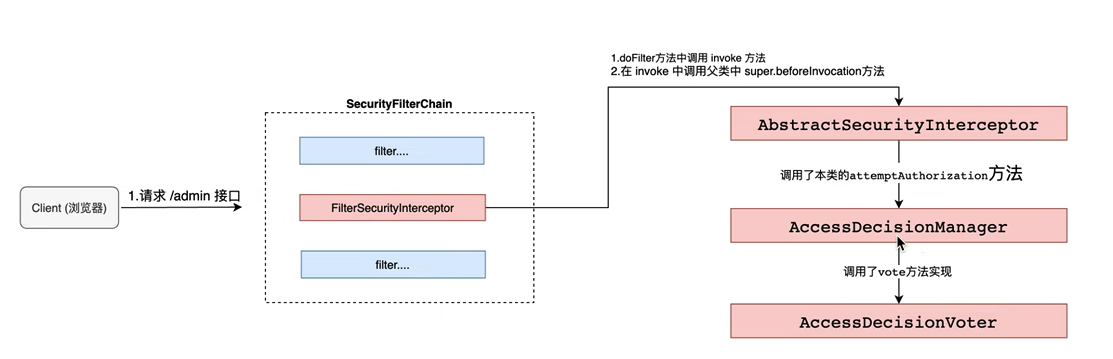 1.doFilter方法中调用 invoke 方法
2.在 invoke 中调用父类中 super.beforeInvocation方法
SecurityFilterChain
AbstractSecurityInterceptor
filter....
调用了本类的attemptAuthorization方法
1.请求 /admin 接口
Client (浏览器)
FilterSecurityInterceptor
AccessDecisionManager
filter....
调用了vote方法实现
AccessDecisionVoter